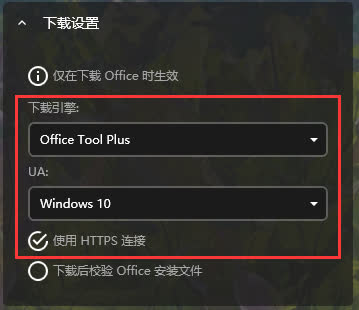 下载设置
仅在下载 Office 时生效
下载引擎:
Office Tool Plus
UA:
Windows 10
使用 HTTPS 连接
下载后校验 Office 安装文件